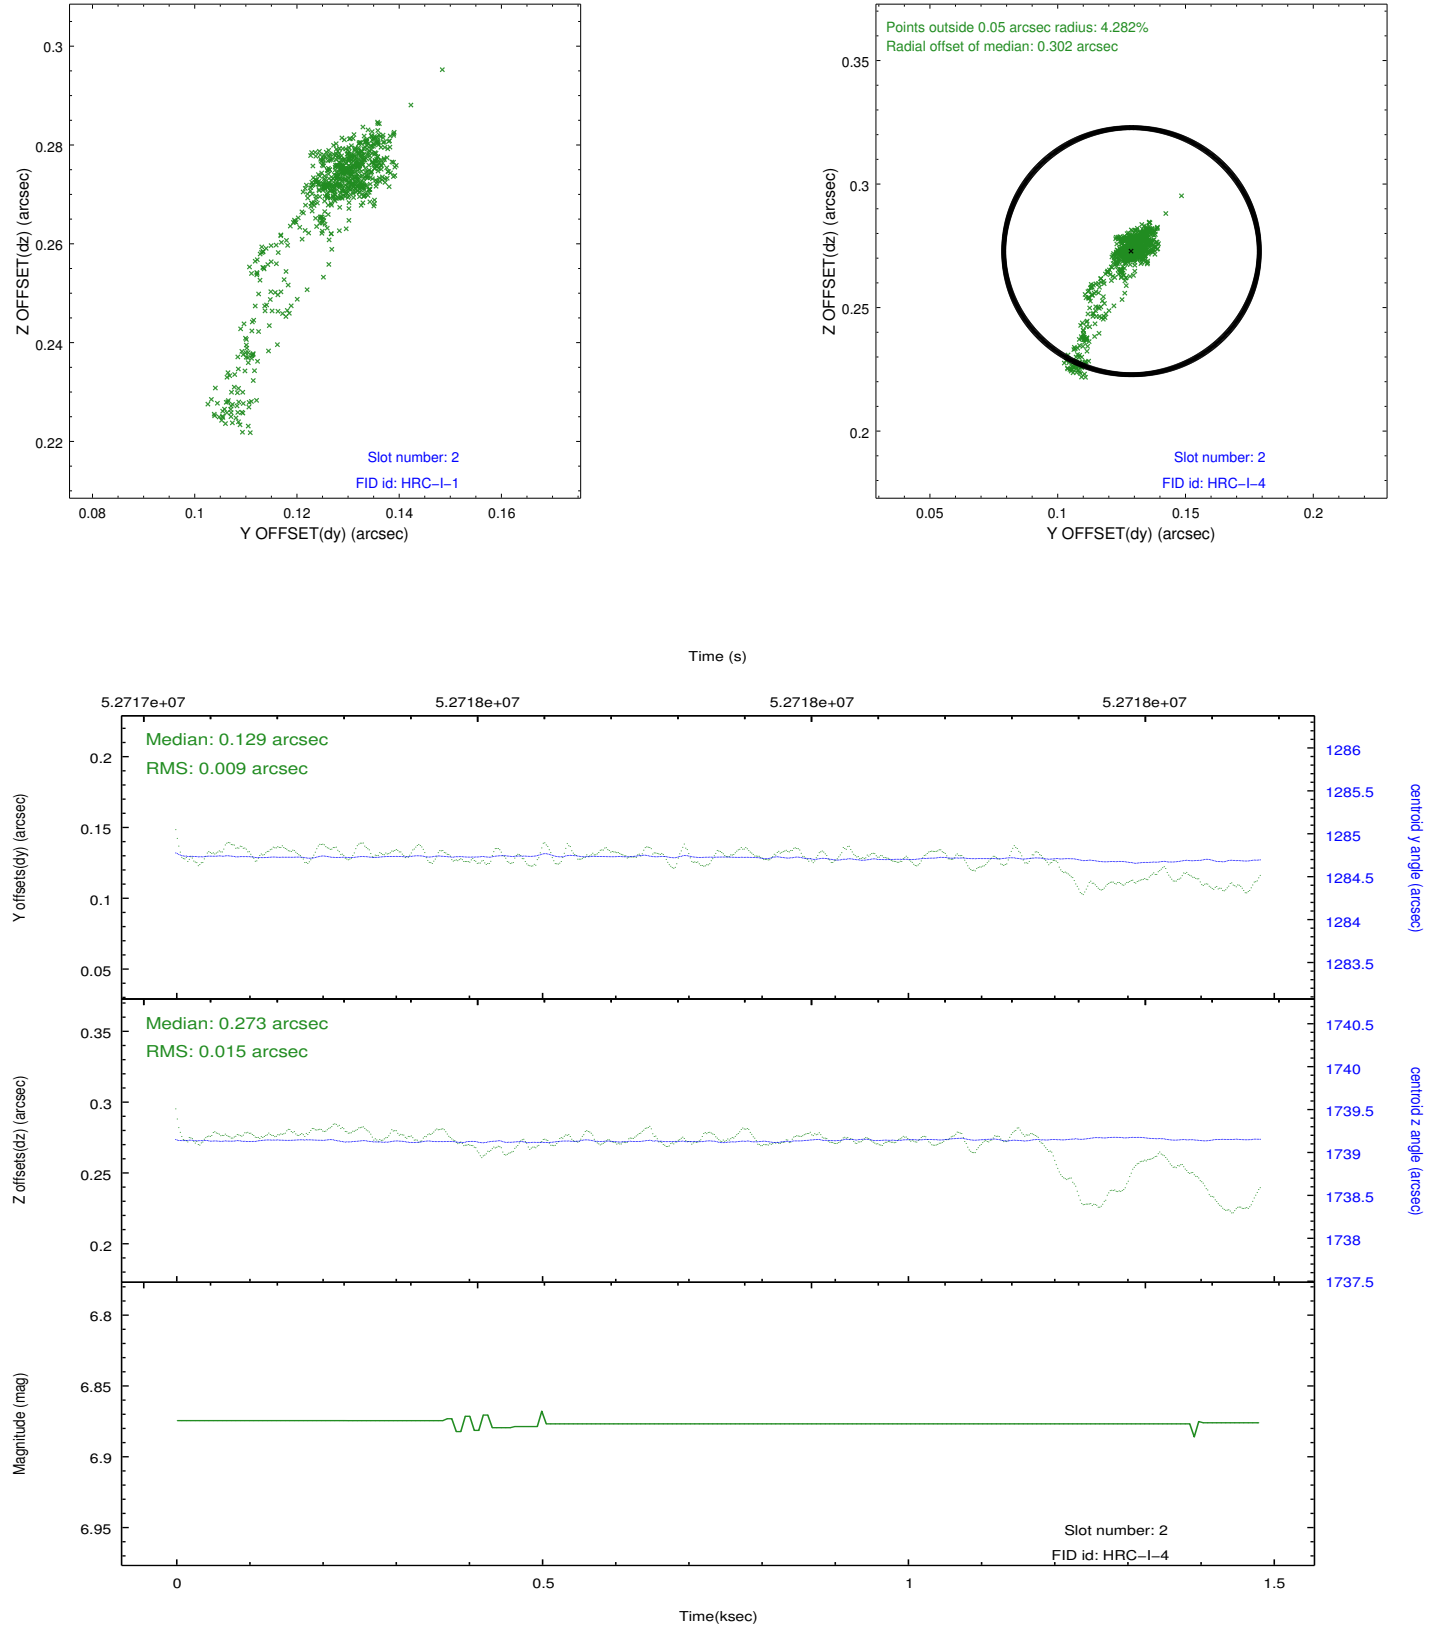 0.3
0.28
0.26
0.24
0.22
Z OFFSET(dz) (arcsec)
Slot number: 2
FID id: HRC−I−1
0.08 0.1 0.12 0.14 0.16
Y OFFSET(dy) (arcsec)
Points outside 0.05 arcsec radius: 4.282%
Radial offset of median: 0.302 arcsec
0.35
0.3
0.25
0.2
Z OFFSET(dz) (arcsec)
Slot number: 2
FID id: HRC−I−4
0.05 0.1 0.15 0.2
Y OFFSET(dy) (arcsec)
Time (s)
5.2717e+07 5.2718e+07 5.2718e+07 5.2718e+07
Median: 0.129 arcsec
RMS: 0.009 arcsec
0.2
0.15
0.1
0.05
Y offsets(dy) (arcsec)
1286
1285.5
1285
1284.5
1284
1283.5
centroid y angle (arcsec)
Median: 0.273 arcsec
RMS: 0.015 arcsec
0.35
0.3
0.25
0.2
Z offsets(dz) (arcsec)
1740.5
1740
1739.5
1739
1738.5
1738
1737.5
centroid z angle (arcsec)
6.8
6.85
6.9
6.95
Magnitude (mag)
Slot number: 2
FID id: HRC−I−4
0 0.5 1 1.5
Time(ksec)